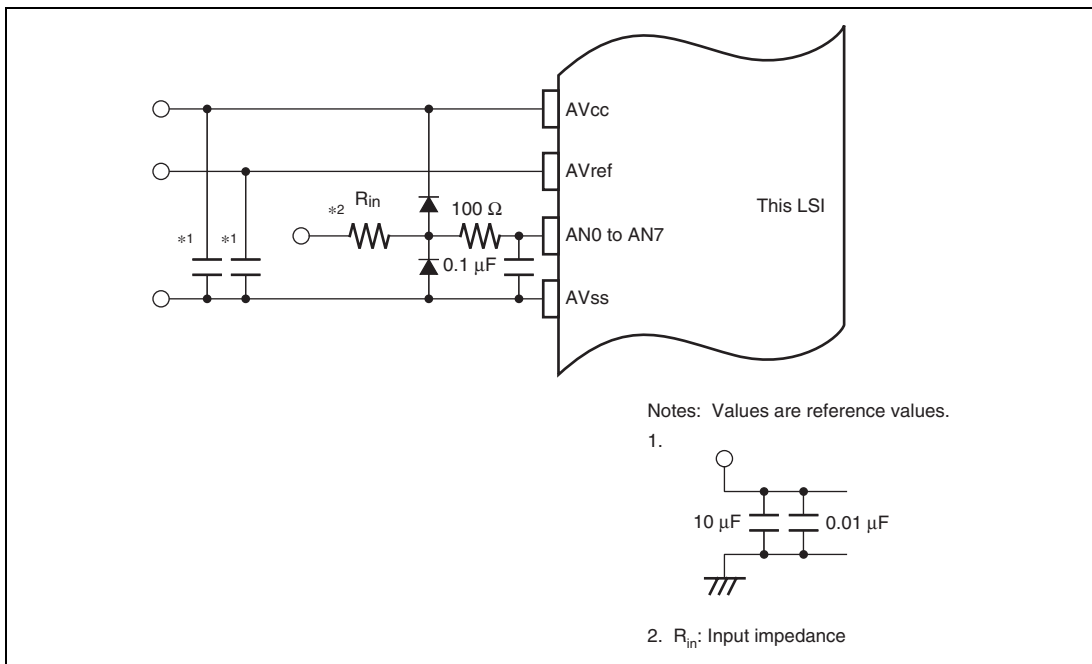 AVcc
AVref
*2 Rin
100 Ω
This LSI
*1 *1
AN0 to AN7
0.1 μF
AVss
Notes: Values are reference values.
1.
10 μF 0.01 μF
2. Rin: Input impedance